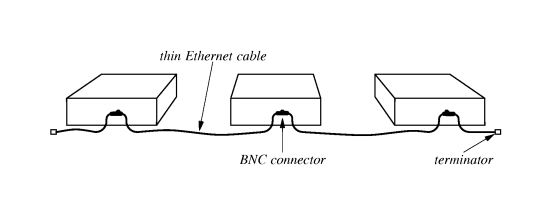 thin Ethernet cable
BNC connector
terminator